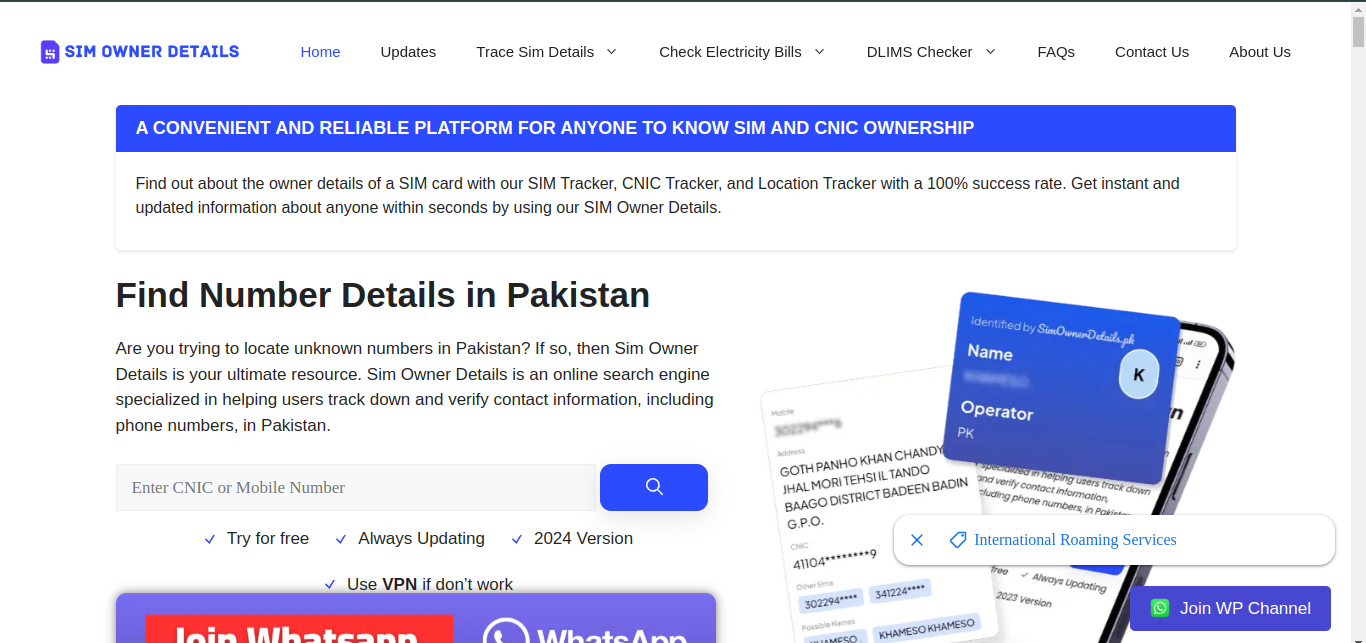 SIM OWNER DETAILS
Home Updates Trace Sim Details Check Electricity Bills DLIMS Checker FAQs Contact Us About Us
A CONVENIENT AND RELIABLE PLATFORM FOR ANYONE TO KNOW SIM AND CNIC OWNERSHIP
Find out about the owner details of a SIM card with our SIM Tracker, CNIC Tracker, and Location Tracker with a 100% success rate. Get instant and
updated information about anyone within seconds by using our SIM Owner Details.
Find Number Details in Pakistan
Are you trying to locate unknown numbers in Pakistan? If so, then Sim Owner
Details is your ultimate resource. Sim Owner Details is an online search engine
specialized in helping users track down and verify contact information, including
phone numbers, in Pakistan.
Enter CNIC or Mobile Number
Try for free Always Updating 2024 Version
Use VPN if don't work
Join Whatsapp
WhatsApp
Identified by SimOwnerDetails.pk
Name
K
Operator
PK
Mobile
Address
GOTH PANHO KHAN CHANDY
JHAL MORI TEHSIL TANDO
BAAGO DISTRICT BADEEN BADIN
G.P.O.
CNIC
41104********9
Other Sims
302294**** 341224****
Possible Names
KHAMESO . KHAMESO KHAMESO
specialized in helping users track down
and verify contact information,
cluding phone numbers, in Pakis
free Always Updating
2023 Version
International Roaming Services
Join WP Channel